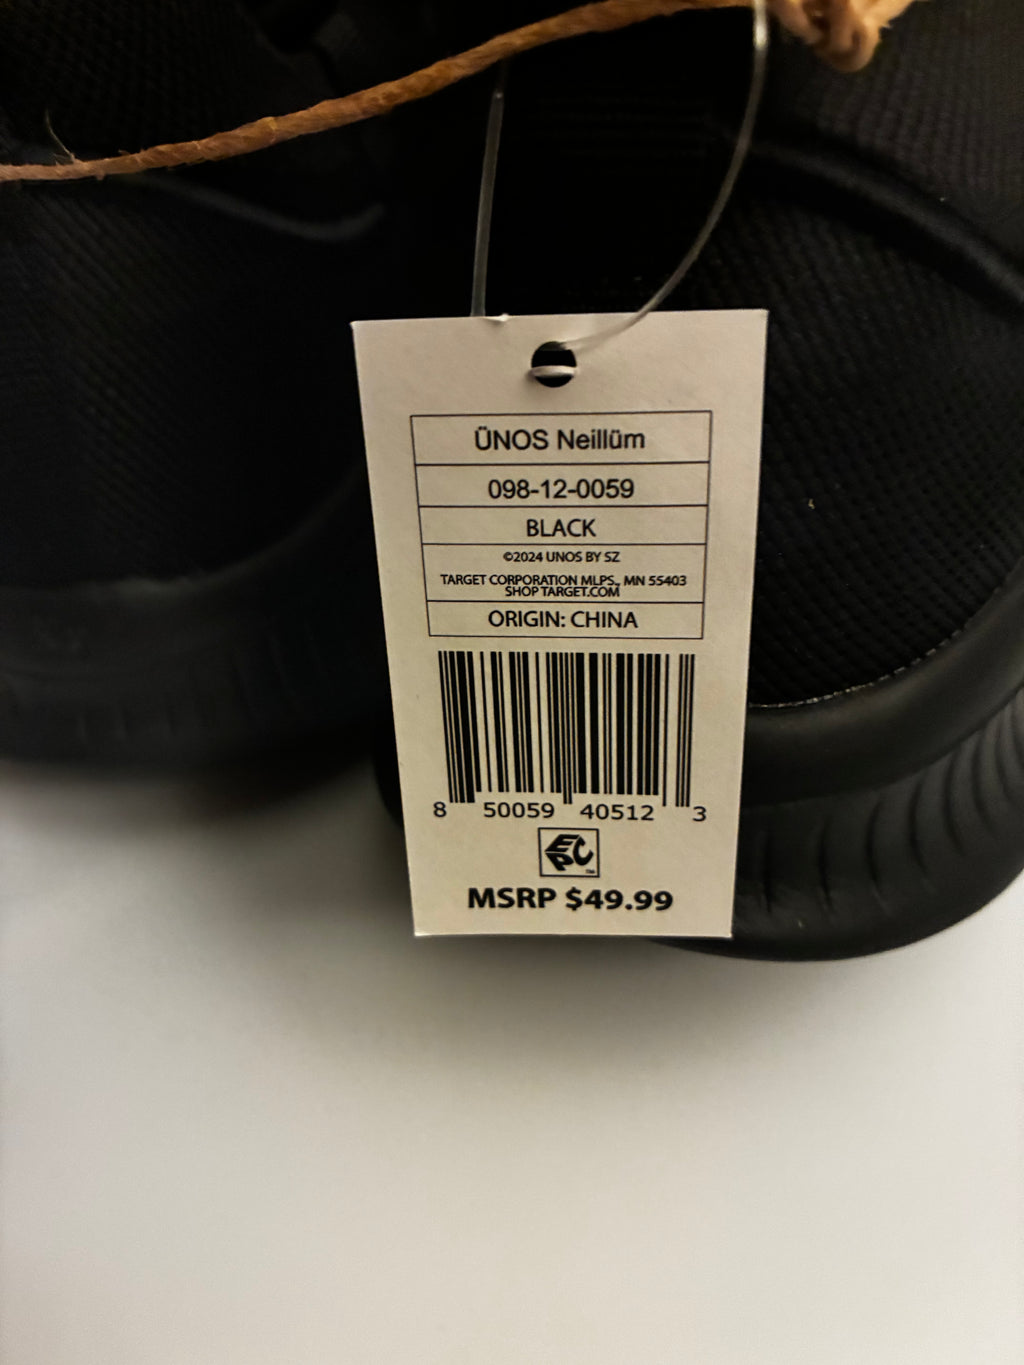 ÜNOS Neillüm
098-12-0059
BLACK
©2024 UNOS BY SZ
TARGET CORPORATION MLPS., MN 55403
SHOP TARGET.COM
ORIGIN: CHINA
8 50059 40512 3
EPC™
MSRP $49.99